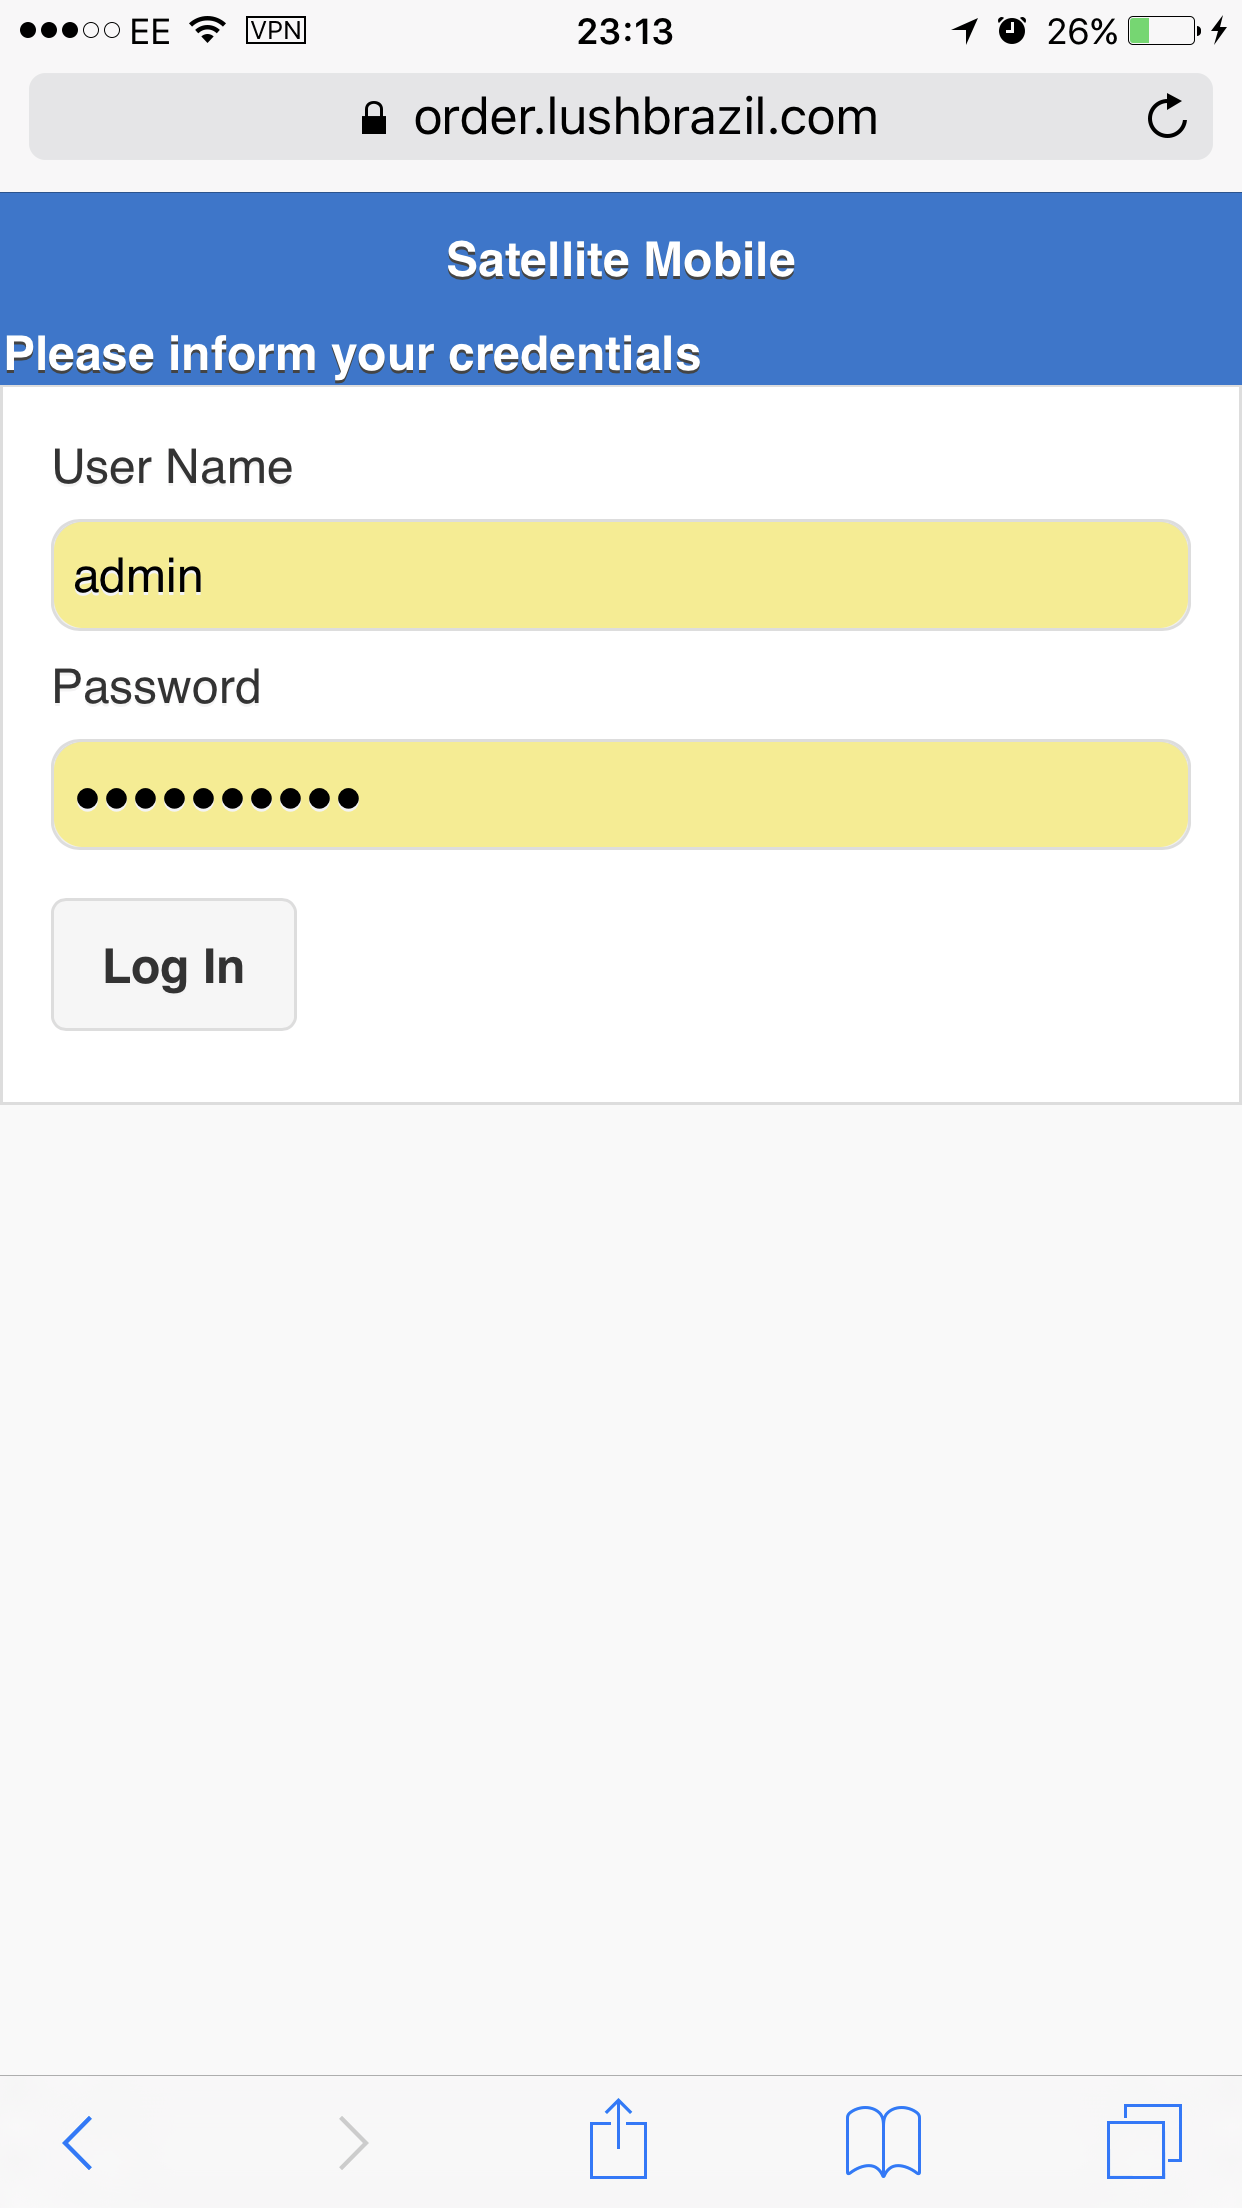 EE VPN 23:13 26%
order.lushbrazil.com
Satellite Mobile
Please inform your credentials
User Name
admin
Password
••••••••••
Log In